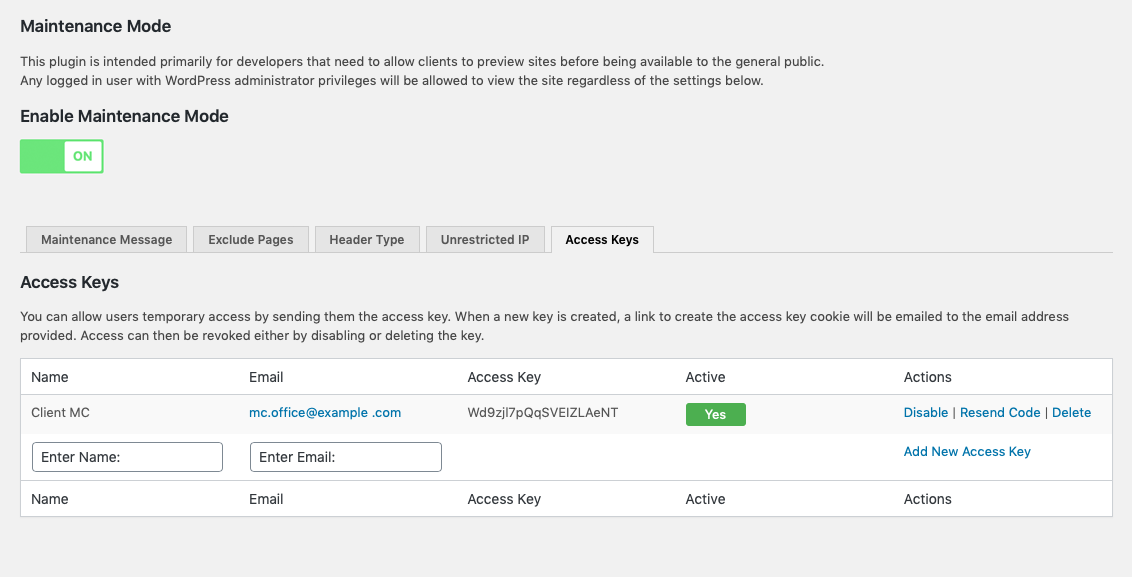 Maintenance Mode
This plugin is intended primarily for developers that need to allow clients to preview sites before being available to the general public.
Any logged in user with WordPress administrator privileges will be allowed to view the site regardless of the settings below.
Enable Maintenance Mode
ON
Maintenance Message Exclude Pages Header Type Unrestricted IP Access Keys
Access Keys
You can allow users temporary access by sending them the access key. When a new key is created, a link to create the access key cookie will be emailed to the email address
provided. Access can then be revoked either by disabling or deleting the key.
Name Email Access Key Active Actions
Client MC mc.office@example .com Wd9zjl7pQqSVEIZLAeNT Yes Disable | Resend Code | Delete
Enter Name: Enter Email: Add New Access Key
Name Email Access Key Active Actions